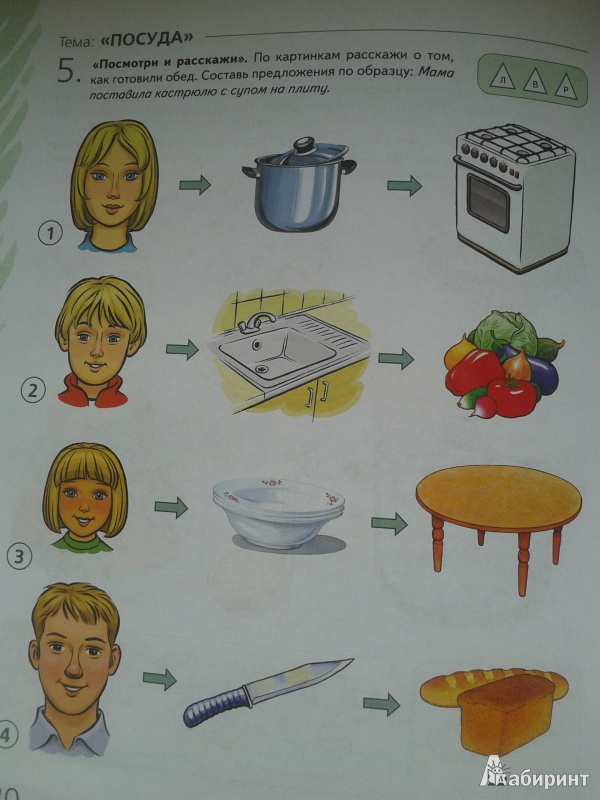 Тема: «ПОСУДА»
5. «Посмотри и расскажи». По картинкам расскажи о том,
как готовили обед. Составь предложения по образцу: Мама
поставила кастрюлю с супом на плиту.
Л В Р
1
2
3
4
Лабиринт